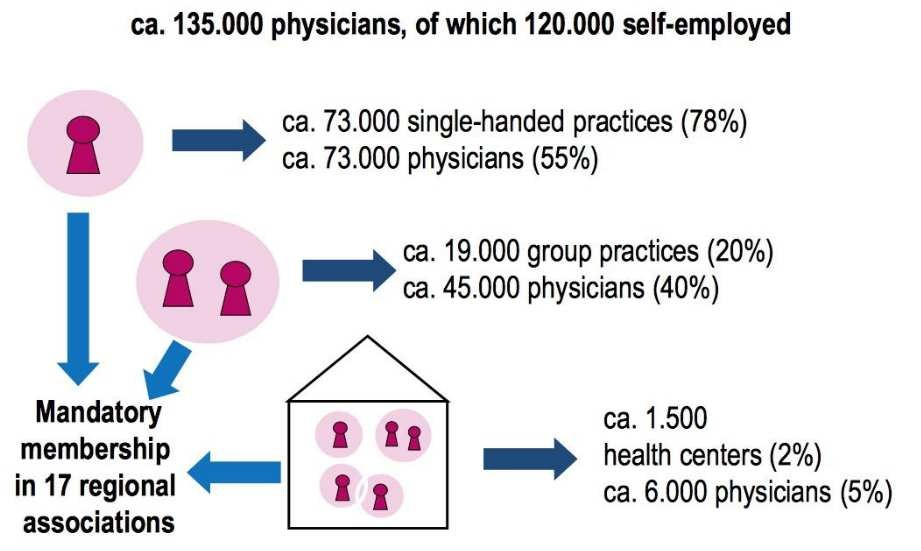 ca. 135.000 physicians, of which 120.000 self-employed
ca. 73.000 single-handed practices (78%)
ca. 73.000 physicians (55%)
ca. 19.000 group practices (20%)
ca. 45.000 physicians (40%)
Mandatory
membership
in 17 regional
associations
ca. 1.500
health centers (2%)
ca. 6.000 physicians (5%)